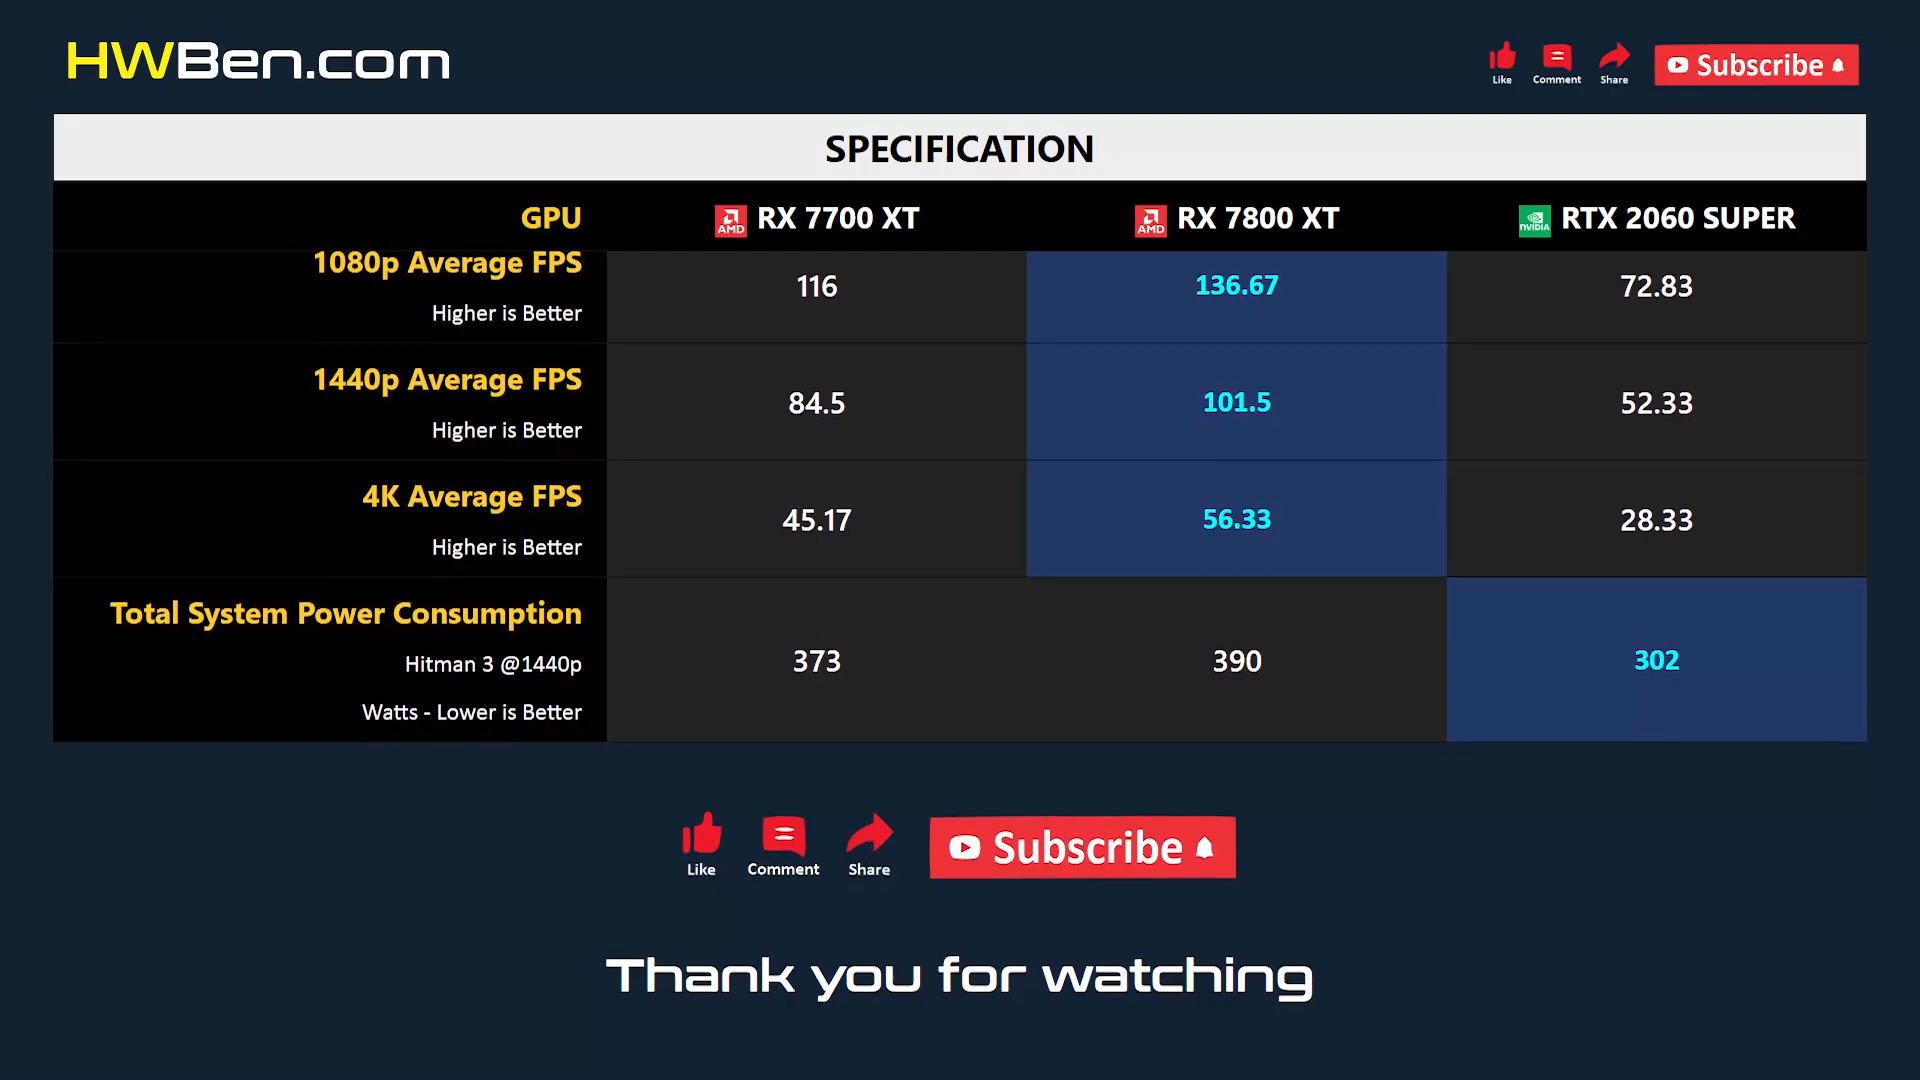 HWBen.com
Like Comment Share Subscribe
SPECIFICATION
GPU AMD RX 7700 XT AMD RX 7800 XT NVIDIA RTX 2060 SUPER
1080p Average FPS
Higher is Better
116 136.67 72.83
1440p Average FPS
Higher is Better
84.5 101.5 52.33
4K Average FPS
Higher is Better
45.17 56.33 28.33
Total System Power Consumption
Hitman 3 @1440p
Watts - Lower is Better
373 390 302
Like Comment Share Subscribe
Thank you for watching